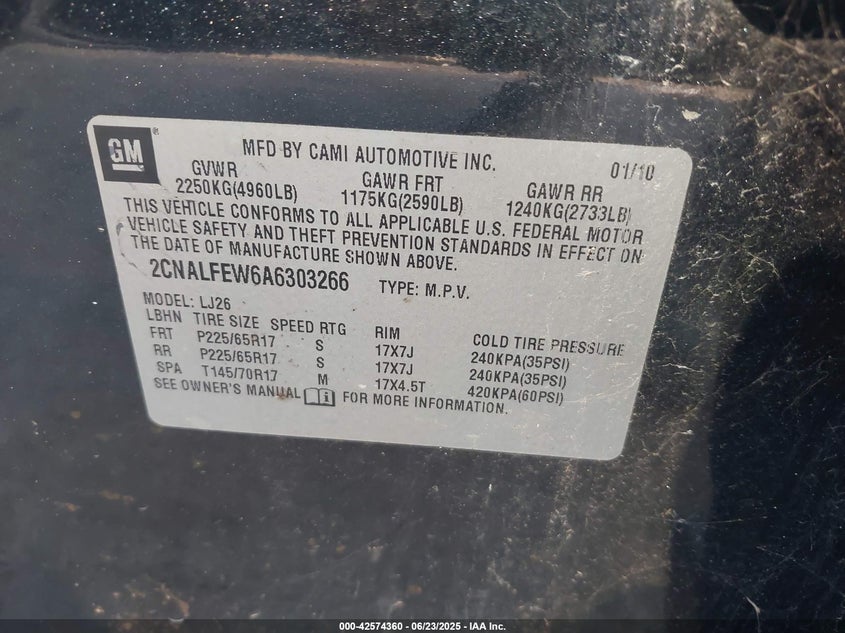 GM ®
MFD BY CAMI AUTOMOTIVE INC. 01/10
GVWR GAWR FRT GAWR RR
2250KG(4960LB) 1175KG(2590LB) 1240KG(2733LB)
THIS VEHICLE CONFORMS TO ALL APPLICABLE U.S. FEDERAL MOTOR
VEHICLE SAFETY AND THEFT PREVENTION STANDARDS IN EFFECT ON
THE DATE OF MANUFACTURE SHOWN ABOVE.
2CNALFEW6A6303266 TYPE: M.P.V.
MODEL: LJ26
LBHN TIRE SIZE SPEED RTG RIM COLD TIRE PRESSURE
FRT P225/65R17 S 17X7J 240KPA(35PSI)
RR P225/65R17 S 17X7J 240KPA(35PSI)
SPA T145/70R17 M 17X4.5T 420KPA(60PSI)
SEE OWNER'S MANUAL i FOR MORE INFORMATION.
000-42574360 - 06/23/2025 - IAA Inc.